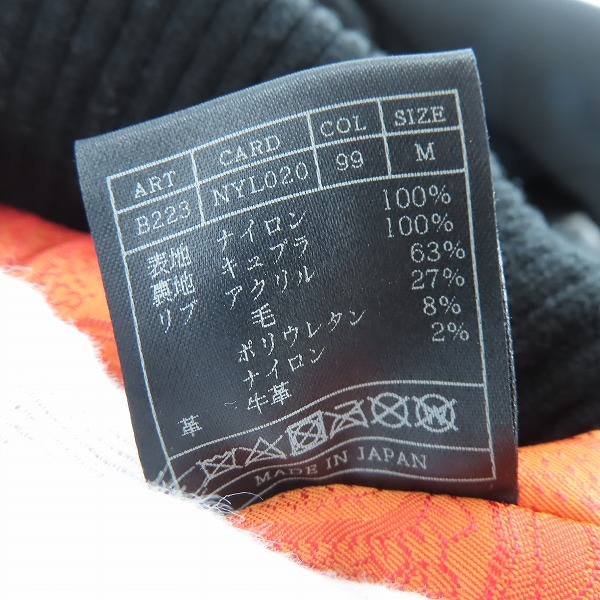 ART CARD COL SIZE
B223 NYL020 99 M
表地 ナイロン 100%
裏地 キュプラ 100%
リブ アクリル 63%
毛 27%
ポリウレタン 8%
ナイロン 2%
革 牛革
MADE IN JAPAN